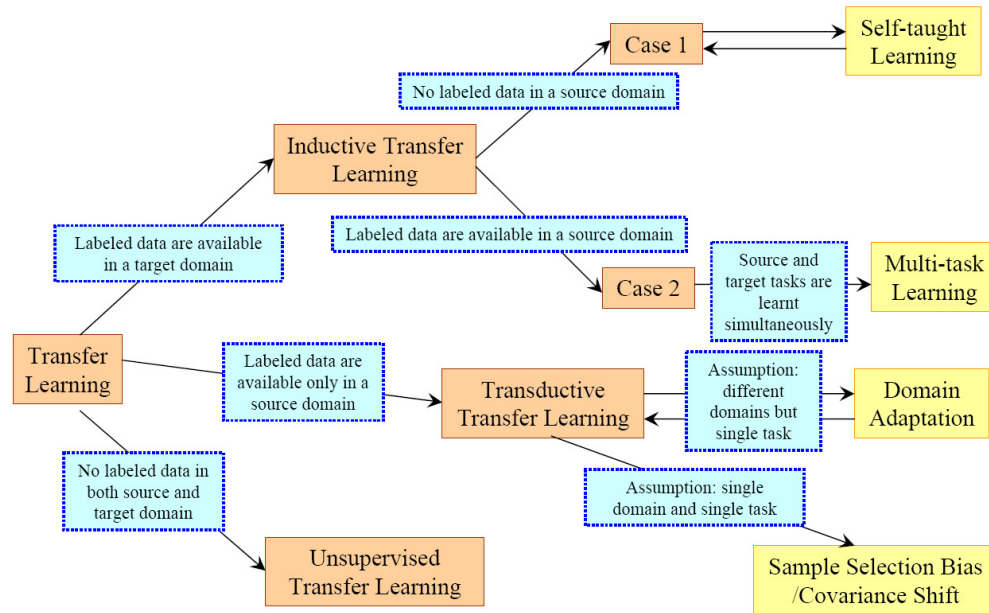 Case 1
Self-taught
Learning
No labeled data in a source domain
Inductive Transfer
Learning
Labeled data are available
in a target domain
Labeled data are available in a source domain
Case 2
Source and
target tasks are
learnt
simultaneously
Multi-task
Learning
Transfer
Learning
Labeled data are
available only in a
source domain
Transductive
Transfer Learning
Assumption:
different
domains but
single task
Domain
Adaptation
No labeled data in
both source and
target domain
Assumption: single
domain and single task
Unsupervised
Transfer Learning
Sample Selection Bias
/Covariance Shift